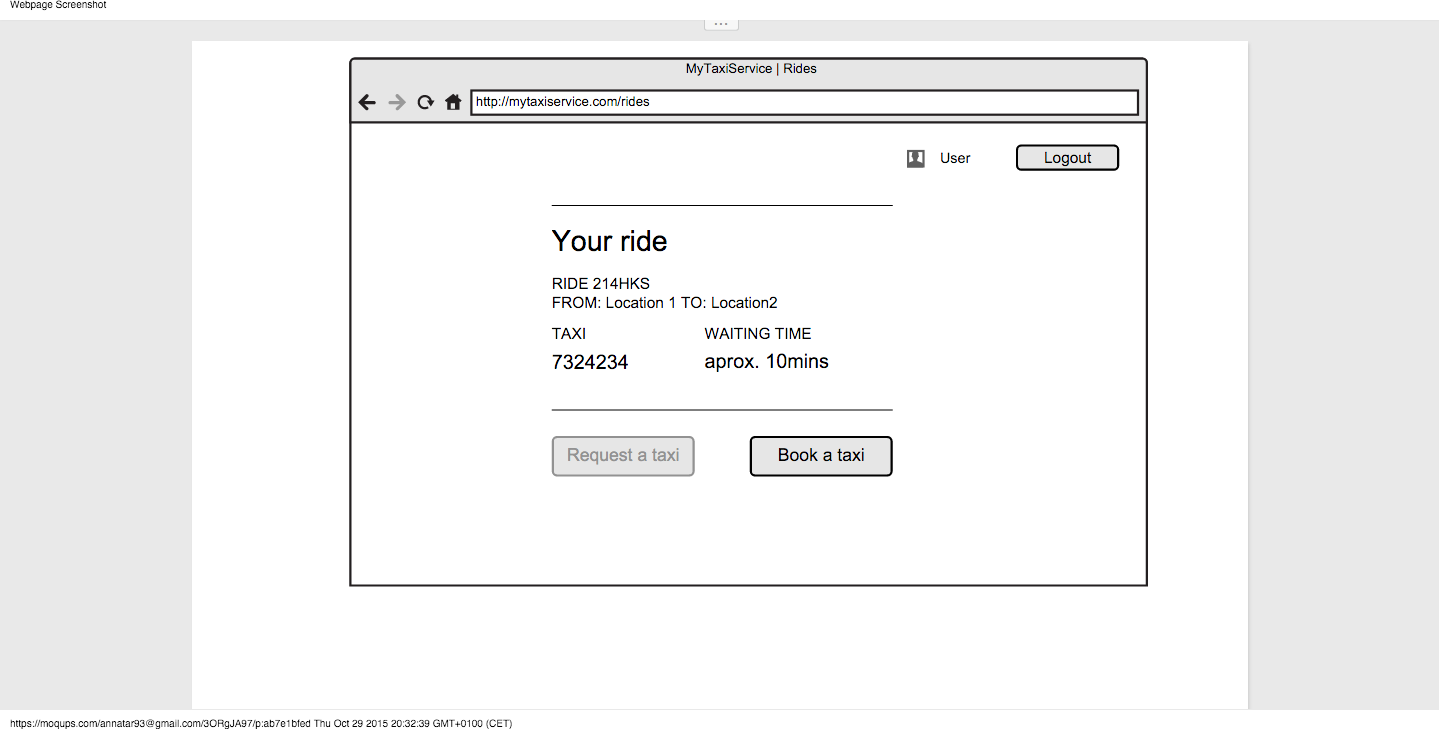 Webpage Screenshot
MyTaxiService | Rides
http://mytaxiservice.com/rides
User
Logout
Your ride
RIDE 214HKS
FROM: Location 1 TO: Location2
TAXI WAITING TIME
7324234 aprox. 10mins
Request a taxi Book a taxi
https://moqups.com/annatar93@gmail.com/3ORgJA97/p:ab7e1bfed Thu Oct 29 2015 20:32:39 GMT+0100 (CET)